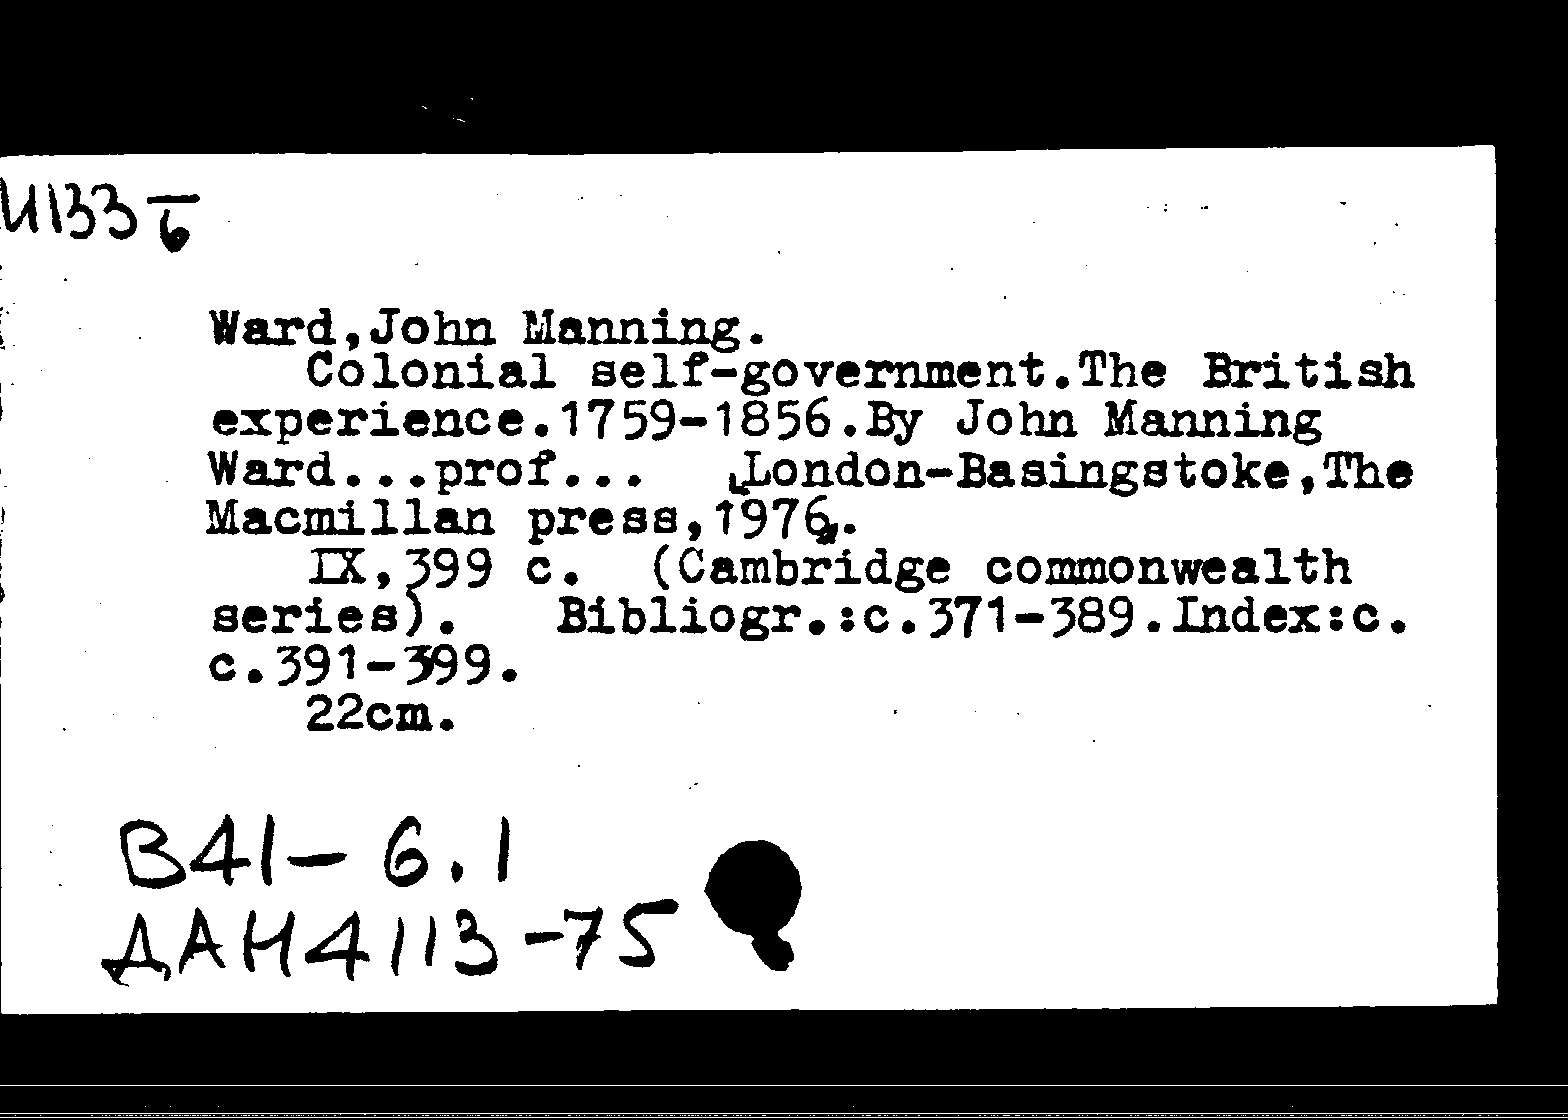 И133 б
Ward,John Manning.
Colonial self-government.The British
experience.1759-1856.By John Manning
Ward...prof... [London-Basingstoke,The
Macmillan press,1976].
IX,399 c. (Cambridge commonwealth
series). Bibliogr.:c.371-389.Index:c.
c.391-399.
22cm.
В41-6.1
ДАН4113-75